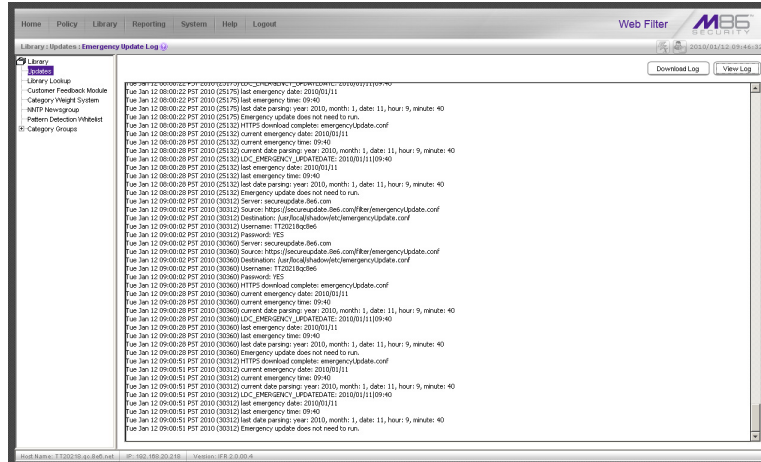 Home Policy Library Reporting System Help Logout
Web Filter
M86 SECURITY
Library : Updates : Emergency Update Log
2010/01/12 09:46:32
Library
Updates
Library Lookup
Customer Feedback Module
Category Weight System
NNTP Newsgroup
Pattern Detection Whitelist
Category Groups
Download Log View Log
Tue Jan 12 08:00:22 PST 2010 (25175) LDC_EMERGENCY_UPDATEDATE: 2010/01/11|09:40
Tue Jan 12 08:00:22 PST 2010 (25175) last emergency date: 2010/01/11
Tue Jan 12 08:00:22 PST 2010 (25175) last emergency time: 09:40
Tue Jan 12 08:00:22 PST 2010 (25175) last date parsing: year: 2010, month: 1, date: 11, hour: 9, minute: 40
Tue Jan 12 08:00:22 PST 2010 (25175) Emergency update does not need to run.
Tue Jan 12 08:00:28 PST 2010 (25132) HTTPS download complete: emergencyUpdate.conf
Tue Jan 12 08:00:28 PST 2010 (25132) current emergency date: 2010/01/11
Tue Jan 12 08:00:28 PST 2010 (25132) current emergency time: 09:40
Tue Jan 12 08:00:28 PST 2010 (25132) current date parsing: year: 2010, month: 1, date: 11, hour: 9, minute: 40
Tue Jan 12 08:00:28 PST 2010 (25132) LDC_EMERGENCY_UPDATEDATE: 2010/01/11|09:40
Tue Jan 12 08:00:28 PST 2010 (25132) last emergency date: 2010/01/11
Tue Jan 12 08:00:28 PST 2010 (25132) last emergency time: 09:40
Tue Jan 12 08:00:28 PST 2010 (25132) last date parsing: year: 2010, month: 1, date: 11, hour: 9, minute: 40
Tue Jan 12 08:00:28 PST 2010 (25132) Emergency update does not need to run.
Tue Jan 12 09:00:02 PST 2010 (30312) Server: secureupdate.8e6.com
Tue Jan 12 09:00:02 PST 2010 (30312) Source: https://secureupdate.8e6.com/filter/emergencyUpdate.conf
Tue Jan 12 09:00:02 PST 2010 (30312) Destination: /usr/local/shadow/etc/emergencyUpdate.conf
Tue Jan 12 09:00:02 PST 2010 (30312) Username: TT20218qc8e6
Tue Jan 12 09:00:02 PST 2010 (30312) Password: YES
Tue Jan 12 09:00:02 PST 2010 (30360) Server: secureupdate.8e6.com
Tue Jan 12 09:00:02 PST 2010 (30360) Source: https://secureupdate.8e6.com/filter/emergencyUpdate.conf
Tue Jan 12 09:00:02 PST 2010 (30360) Destination: /usr/local/shadow/etc/emergencyUpdate.conf
Tue Jan 12 09:00:02 PST 2010 (30360) Username: TT20218qc8e6
Tue Jan 12 09:00:02 PST 2010 (30360) Password: YES
Tue Jan 12 09:00:28 PST 2010 (30360) HTTPS download complete: emergencyUpdate.conf
Tue Jan 12 09:00:28 PST 2010 (30360) current emergency date: 2010/01/11
Tue Jan 12 09:00:28 PST 2010 (30360) current emergency time: 09:40
Tue Jan 12 09:00:28 PST 2010 (30360) current date parsing: year: 2010, month: 1, date: 11, hour: 9, minute: 40
Tue Jan 12 09:00:28 PST 2010 (30360) LDC_EMERGENCY_UPDATEDATE: 2010/01/11|09:40
Tue Jan 12 09:00:28 PST 2010 (30360) last emergency date: 2010/01/11
Tue Jan 12 09:00:28 PST 2010 (30360) last emergency time: 09:40
Tue Jan 12 09:00:28 PST 2010 (30360) last date parsing: year: 2010, month: 1, date: 11, hour: 9, minute: 40
Tue Jan 12 09:00:28 PST 2010 (30360) Emergency update does not need to run.
Tue Jan 12 09:00:51 PST 2010 (30312) HTTPS download complete: emergencyUpdate.conf
Tue Jan 12 09:00:51 PST 2010 (30312) current emergency date: 2010/01/11
Tue Jan 12 09:00:51 PST 2010 (30312) current emergency time: 09:40
Tue Jan 12 09:00:51 PST 2010 (30312) current date parsing: year: 2010, month: 1, date: 11, hour: 9, minute: 40
Tue Jan 12 09:00:51 PST 2010 (30312) LDC_EMERGENCY_UPDATEDATE: 2010/01/11|09:40
Tue Jan 12 09:00:51 PST 2010 (30312) last emergency date: 2010/01/11
Tue Jan 12 09:00:51 PST 2010 (30312) last emergency time: 09:40
Tue Jan 12 09:00:51 PST 2010 (30312) last date parsing: year: 2010, month: 1, date: 11, hour: 9, minute: 40
Tue Jan 12 09:00:51 PST 2010 (30312) Emergency update does not need to run.
Host Name: TT20218.qc.8e6.net IP: 192.168.20.218 Version: IFR 2.0.00.4